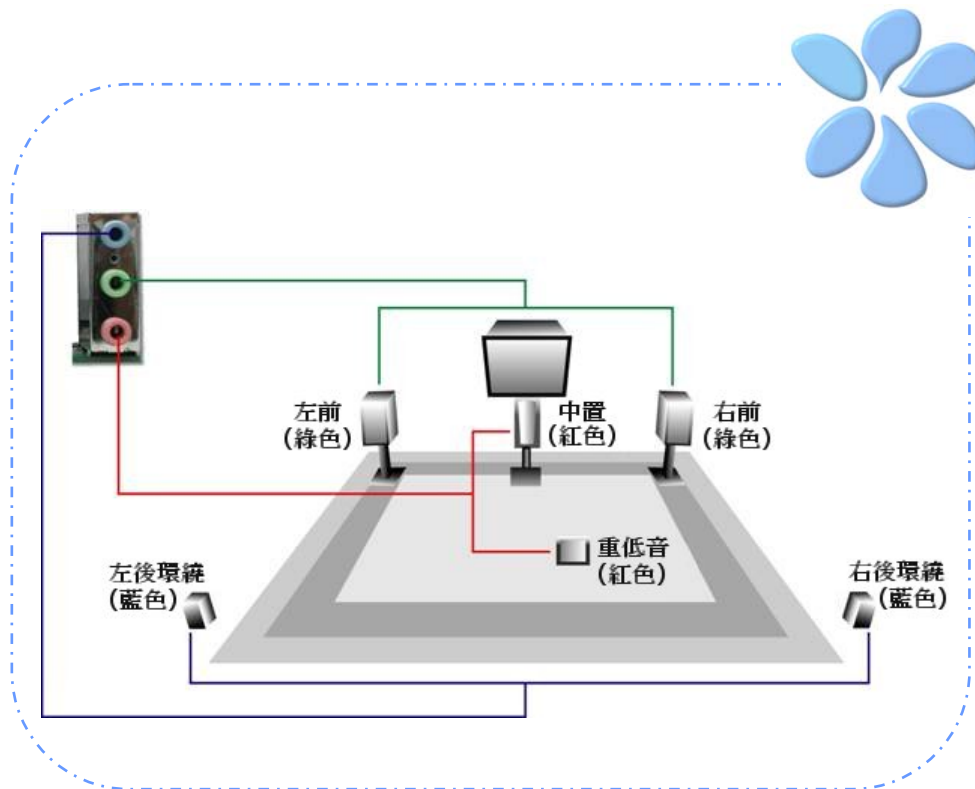 左前
(綠色)
中置
(紅色)
右前
(綠色)
重低音
(紅色)
左後環繞
(藍色)
右後環繞
(藍色)